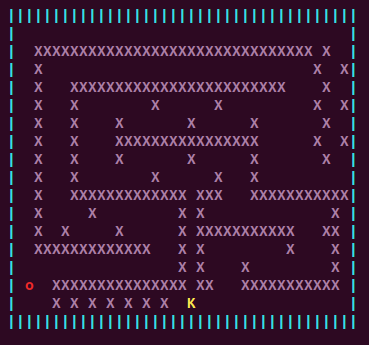 |||||||||||||||||||||||||||||||||||||||
|                                     |
|  XXXXXXXXXXXXXXXXXXXXXXXXXXXXXXX X  |
|  X                              X  X|
|  X   XXXXXXXXXXXXXXXXXXXXXXXX    X  |
|  X   X        X      X          X  X|
|  X   X    X       X      X       X  |
|  X   X    XXXXXXXXXXXXXXXX      X  X|
|  X   X    X       X      X       X  |
|  X   X        X      X   X          |
|  X   XXXXXXXXXXXXX XXX   XXXXXXXXXXX|
|  X     X         X X              X |
|  X  X     X      X XXXXXXXXXXX   XX |
|  XXXXXXXXXXXXX   X X         X    X |
|                  X X    X         X |
| o  XXXXXXXXXXXXXXX XX   XXXXXXXXXXX |
|    X X X X X X X  K                 |
|||||||||||||||||||||||||||||||||||||||